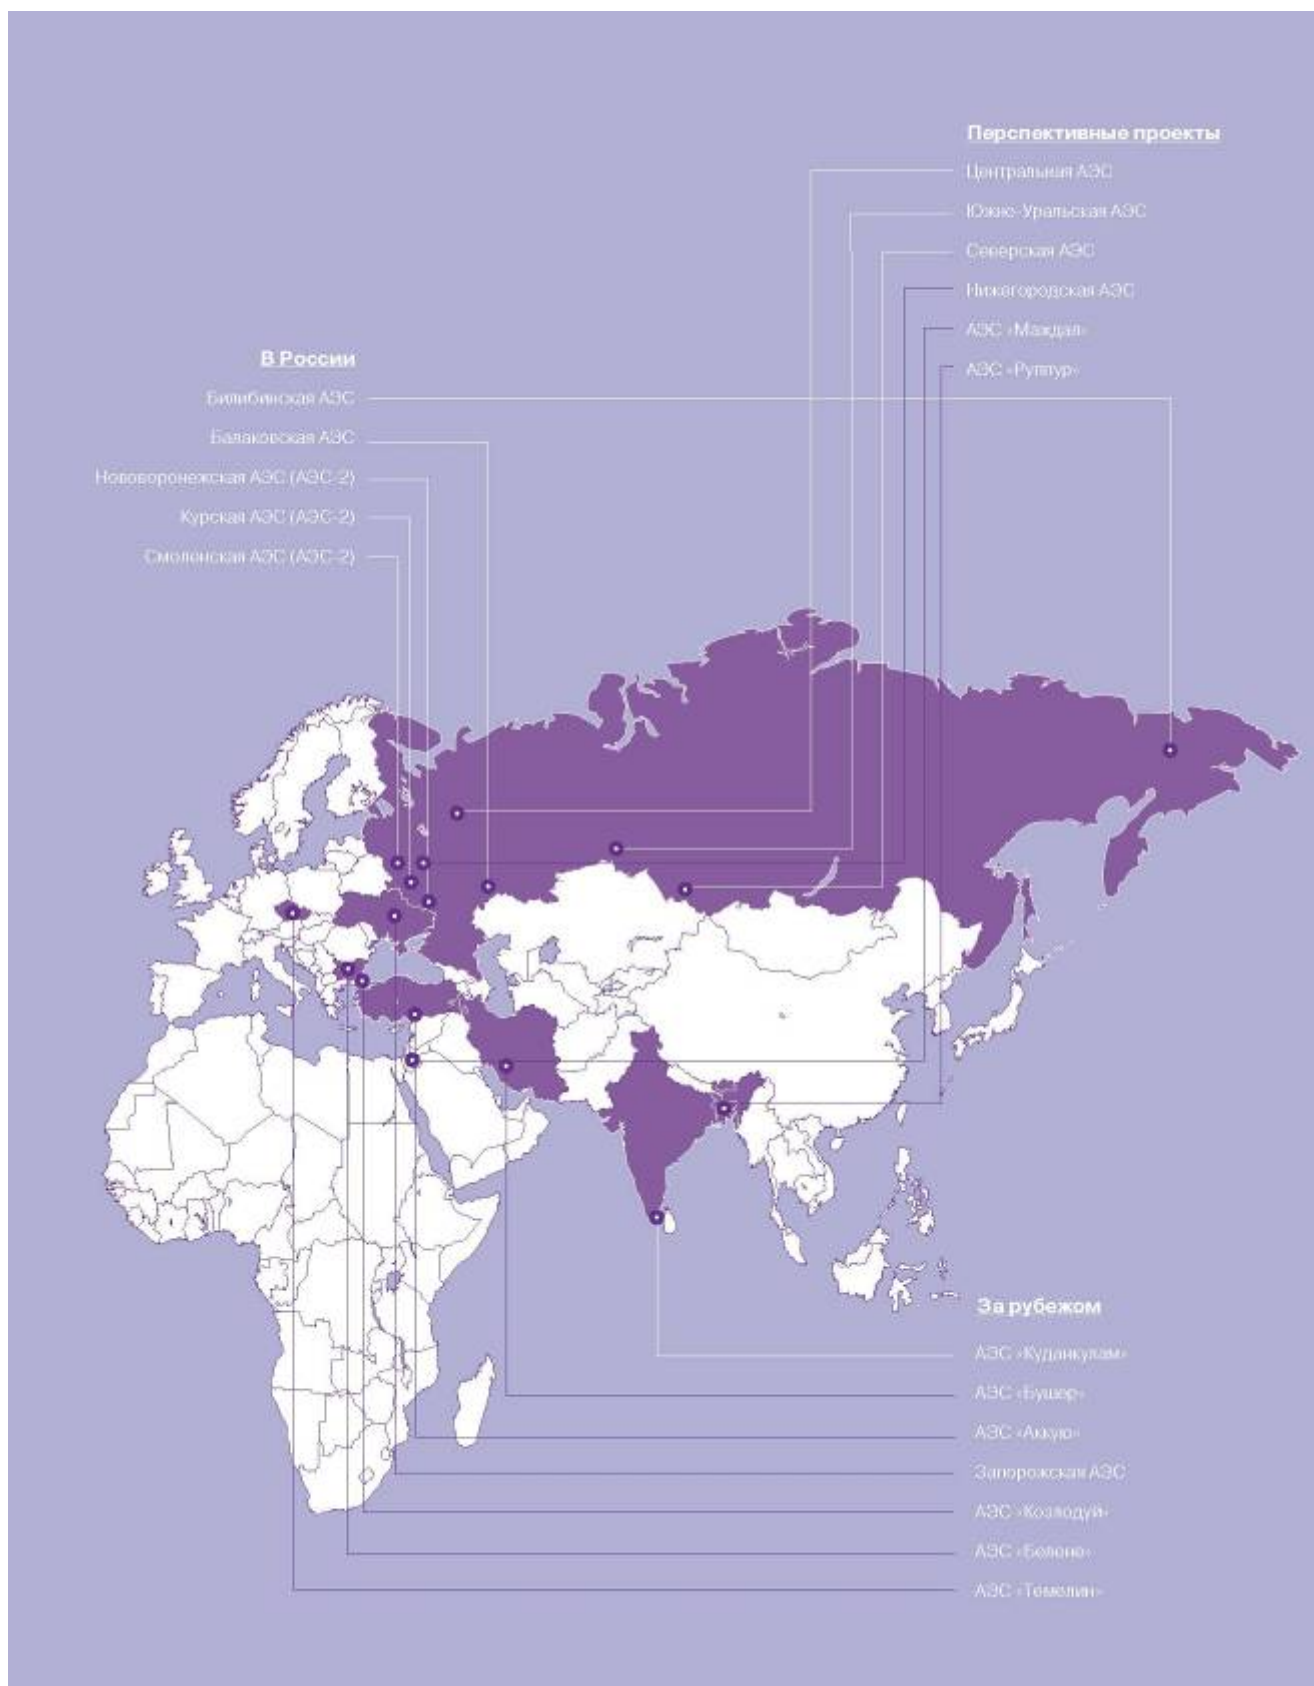 Перспективные проекты
Центральная АЭС
Южно-Уральская АЭС
Северская АЭС
Нижегородская АЭС
АЭС «Маждал»
АЭС «Руппур»
В России
Билибинская АЭС
Балаковская АЭС
Нововоронежская АЭС (АЭС-2)
Курская АЭС (АЭС-2)
Смоленская АЭС (АЭС-2)
За рубежом
АЭС «Куданкулам»
АЭС «Бушер»
АЭС «Аккую»
Запорожская АЭС
АЭС «Козлодуй»
АЭС «Белене»
АЭС «Темелин»